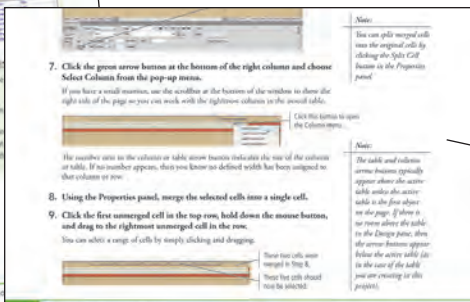 7. Click the green arrow button at the bottom of the right column and choose
Select Column from the pop-up menu.
If you have a small monitor, use the scrollbar at the bottom of the window to show the
right side of the page so you can work with the rightmost column in the nested table.
Click this button to open
the Column menu.
The number next to the column or table arrow button indicates the size of the column
or table. If no number appears, then you know no defined width has been assigned to
that column or row.
8. Using the Properties panel, merge the selected cells into a single cell.
9. Click the first unmerged cell in the top row, hold down the mouse button,
and drag to the rightmost unmerged cell in the row.
You can select a range of cells by simply clicking and dragging.
These two cells were
merged in Step 8.
These five cells should
now be selected.
Note:
You can split merged cells
into the original cells by
clicking the Split Cell
button in the Properties
panel.
Note:
The table and column
arrow buttons typically
appear above the active
table unless the active
table is the first object
on the page. If there is
no room above the table
in the Design pane, then
the arrow buttons appear
below the active table (as
in the case of the table
you are creating in this
project).